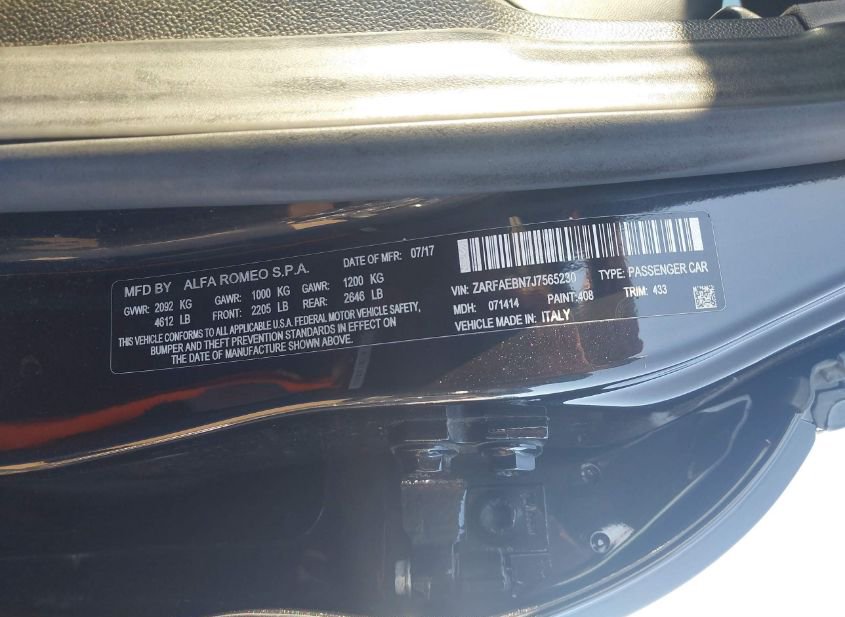 MFD BY ALFA ROMEO S.P.A. DATE OF MFR: 07/17
GVWR: 2092 KG GAWR: 1000 KG GAWR: 1200 KG
4612 LB FRONT: 2205 LB REAR: 2646 LB
THIS VEHICLE CONFORMS TO ALL APPLICABLE U.S.A. FEDERAL MOTOR VEHICLE SAFETY,
BUMPER AND THEFT PREVENTION STANDARDS IN EFFECT ON
THE DATE OF MANUFACTURE SHOWN ABOVE.
VIN: ZARFAEBN7J7565230 TYPE: PASSENGER CAR
MDH: 071414 PAINT: 408 TRIM: 433
VEHICLE MADE IN: ITALY